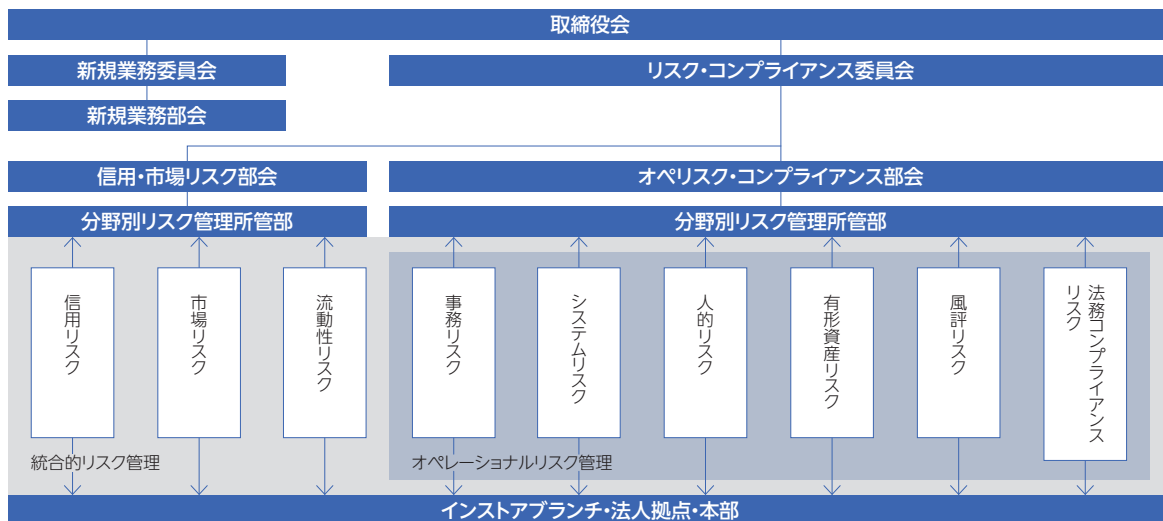 取締役会
新規業務委員会
リスク・コンプライアンス委員会
新規業務部会
信用・市場リスク部会
オペリスク・コンプライアンス部会
分野別リスク管理所管部
分野別リスク管理所管部
信用リスク
市場リスク
流動性リスク
事務リスク
システムリスク
人的リスク
有形資産リスク
風評リスク
法務コンプライアンス
リスク
統合的リスク管理
オペレーショナルリスク管理
インストアブランチ・法人拠点・本部